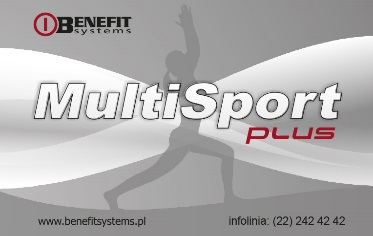 BENEFIT
systems
MultiSport
plus
www.benefitsystems.pl
infolinia: (22) 242 42 42